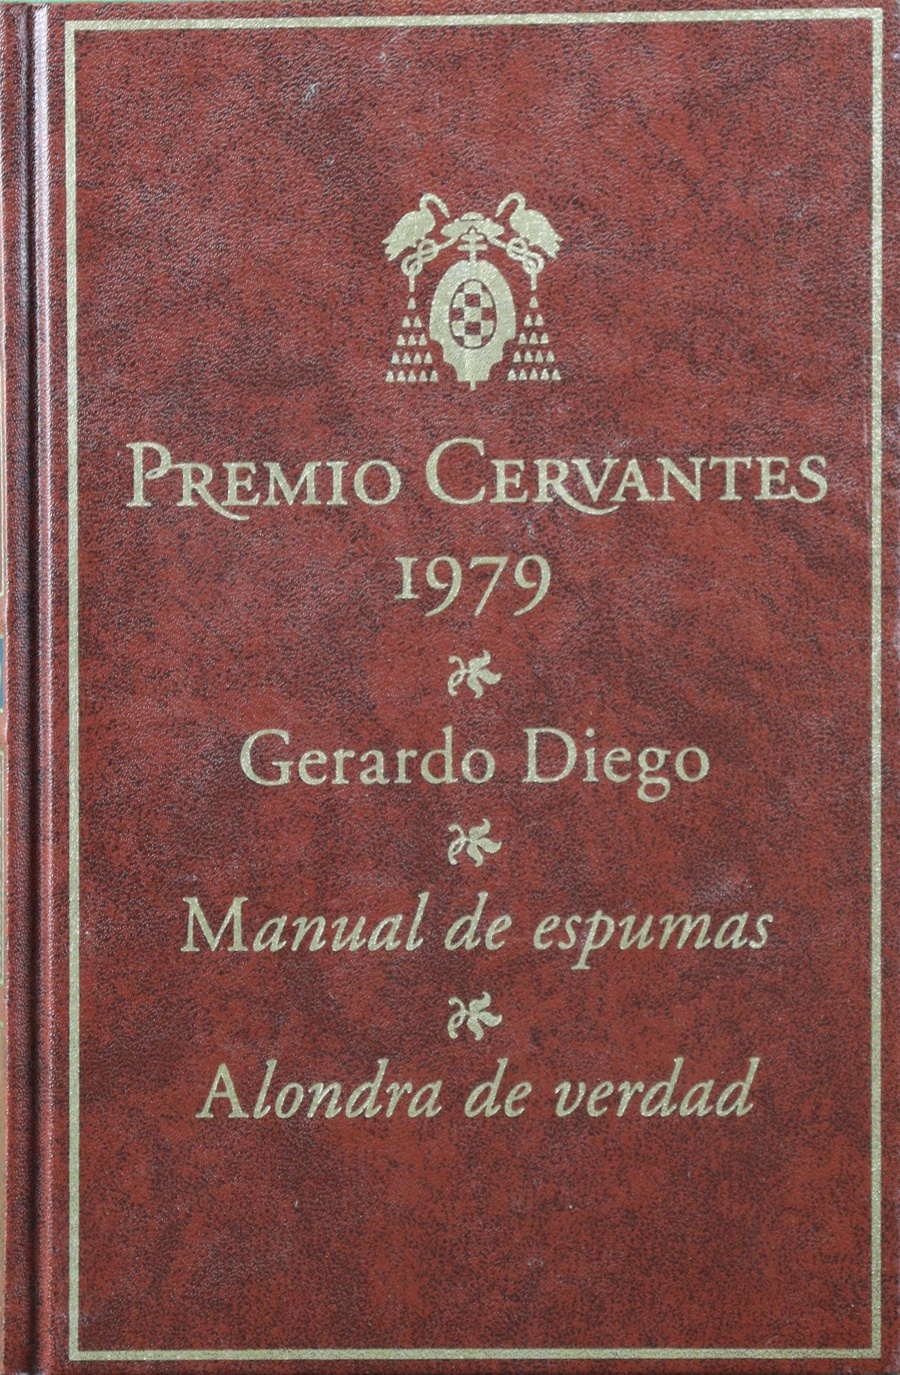 PREMIO CERVANTES
1979
Gerardo Diego
Manual de espumas
Alondra de verdad